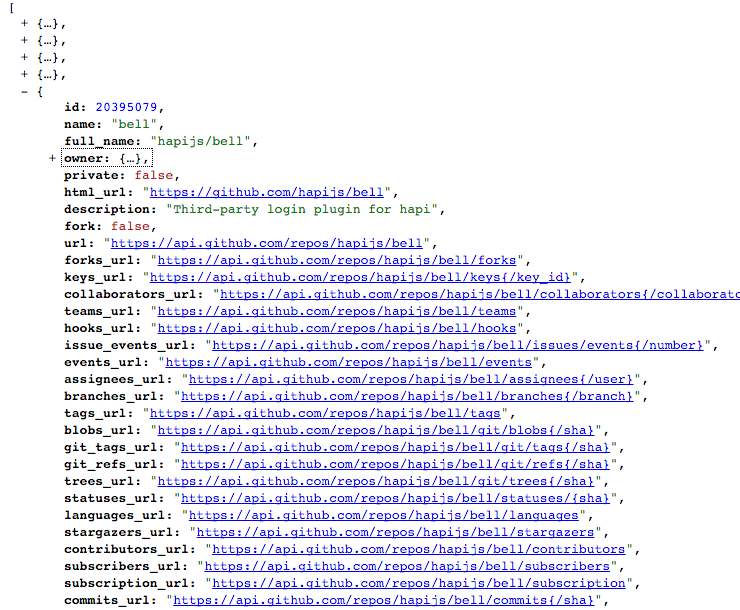 [
+ {…},
+ {…},
+ {…},
+ {…},
- {
id: 20395079,
name: "bell",
full_name: "hapijs/bell",
+ owner: {…},
private: false,
html_url: "https://github.com/hapijs/bell",
description: "Third-party login plugin for hapi",
fork: false,
url: "https://api.github.com/repos/hapijs/bell",
forks_url: "https://api.github.com/repos/hapijs/bell/forks",
keys_url: "https://api.github.com/repos/hapijs/bell/keys{/key_id}",
collaborators_url: "https://api.github.com/repos/hapijs/bell/collaborators{/collaborato
teams_url: "https://api.github.com/repos/hapijs/bell/teams",
hooks_url: "https://api.github.com/repos/hapijs/bell/hooks",
issue_events_url: "https://api.github.com/repos/hapijs/bell/issues/events{/number}",
events_url: "https://api.github.com/repos/hapijs/bell/events",
assignees_url: "https://api.github.com/repos/hapijs/bell/assignees{/user}",
branches_url: "https://api.github.com/repos/hapijs/bell/branches{/branch}",
tags_url: "https://api.github.com/repos/hapijs/bell/tags",
blobs_url: "https://api.github.com/repos/hapijs/bell/git/blobs{/sha}",
git_tags_url: "https://api.github.com/repos/hapijs/bell/git/tags{/sha}",
git_refs_url: "https://api.github.com/repos/hapijs/bell/git/refs{/sha}",
trees_url: "https://api.github.com/repos/hapijs/bell/git/trees{/sha}",
statuses_url: "https://api.github.com/repos/hapijs/bell/statuses/{sha}",
languages_url: "https://api.github.com/repos/hapijs/bell/languages",
stargazers_url: "https://api.github.com/repos/hapijs/bell/stargazers",
contributors_url: "https://api.github.com/repos/hapijs/bell/contributors",
subscribers_url: "https://api.github.com/repos/hapijs/bell/subscribers",
subscription_url: "https://api.github.com/repos/hapijs/bell/subscription",
commits_url: "https://api.github.com/repos/hapijs/bell/commits{/sha}",